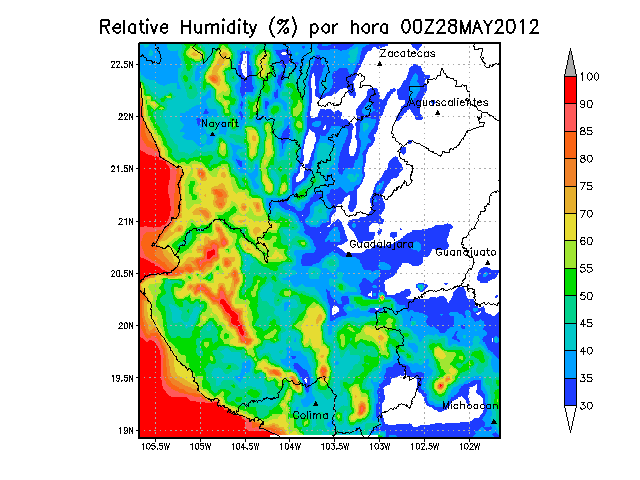 Relative Humidity (%) por hora 00Z28MAY2012
Zacatecas
22.5N
100
90
Aguascalientes
22N
Nayarit
85
80
21.5N
75
70
21N
65
Guadalajara
Guanajuato
60
20.5N
55
50
20N
45
40
19.5N
35
Colima
Michoacan
30
19N
105.5W 105W 104.5W 104W 103.5W 103W 102.5W 102W